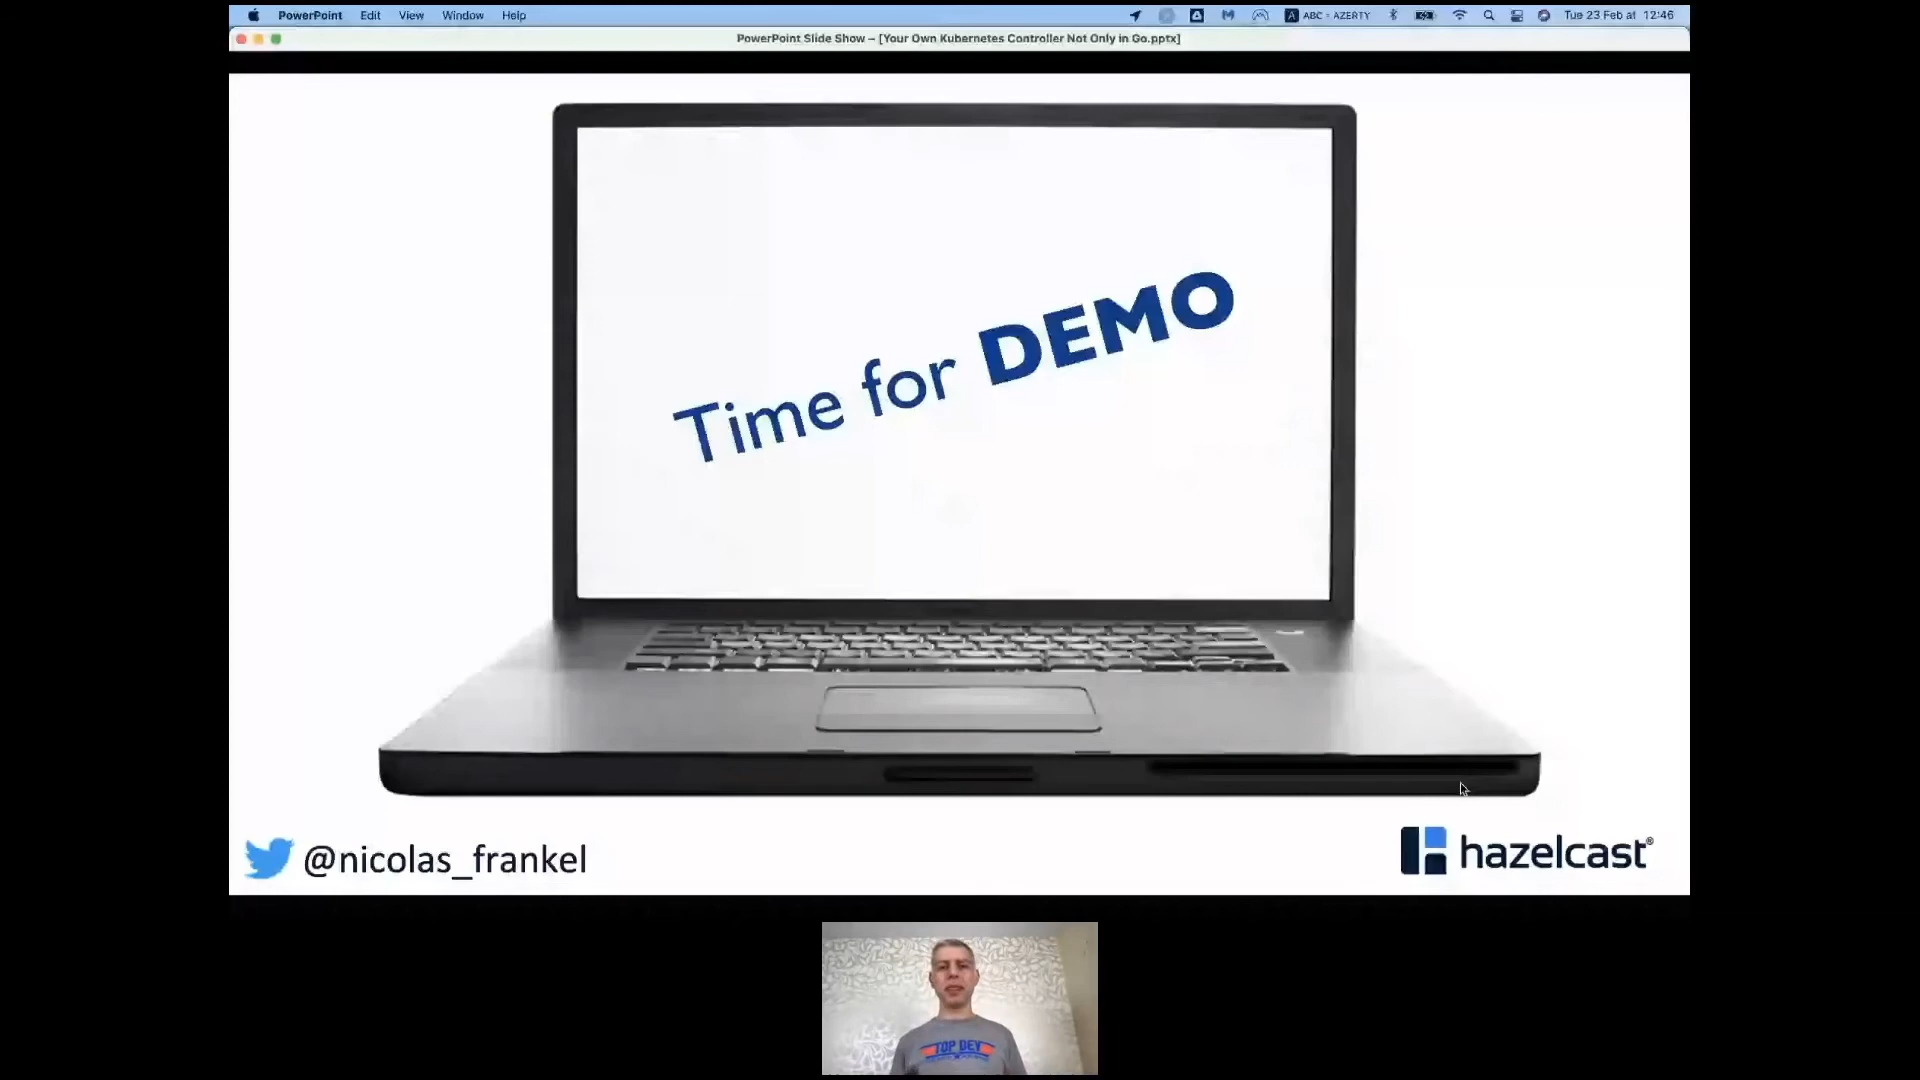 PowerPoint Edit View Window Help
ABC - AZERTY Tue 23 Feb at 12:46
PowerPoint Slide Show – [Your Own Kubernetes Controller Not Only in Go.pptx]
Time for DEMO
@nicolas_frankel
hazelcast®
TOP DEV